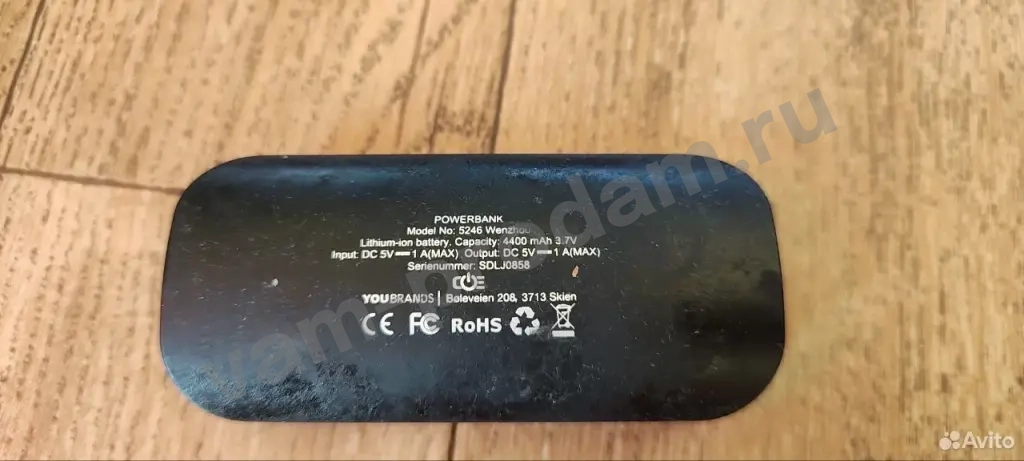 POWERBANK
Model No: 5246 Wenzhou
Lithium-ion battery. Capacity: 4400 mAh 3.7V
Input: DC 5V⎓1 A(MAX) Output: DC 5V⎓1 A(MAX)
Serienummer: SDLJ0858
YOUBRANDS | Bøleveien 208, 3713 Skien
CE FC RoHS
Avito